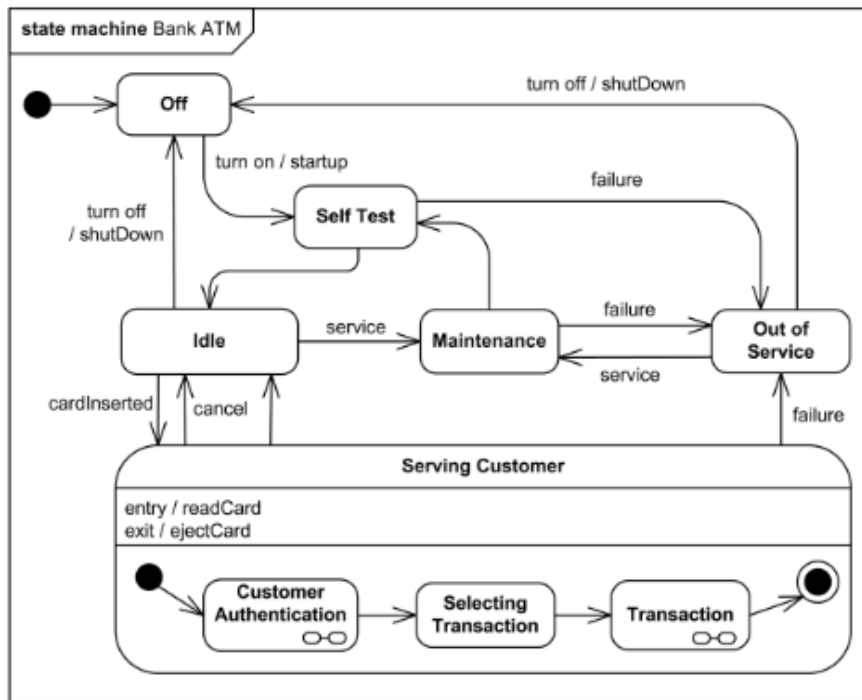 state machine Bank ATM
Off
turn off / shutDown
turn on / startup
failure
Self Test
turn off
/ shutDown
Idle
service
Maintenance
failure
service
Out of
Service
cardInserted
cancel
failure
Serving Customer
entry / readCard
exit / ejectCard
Customer
Authentication
Selecting
Transaction
Transaction